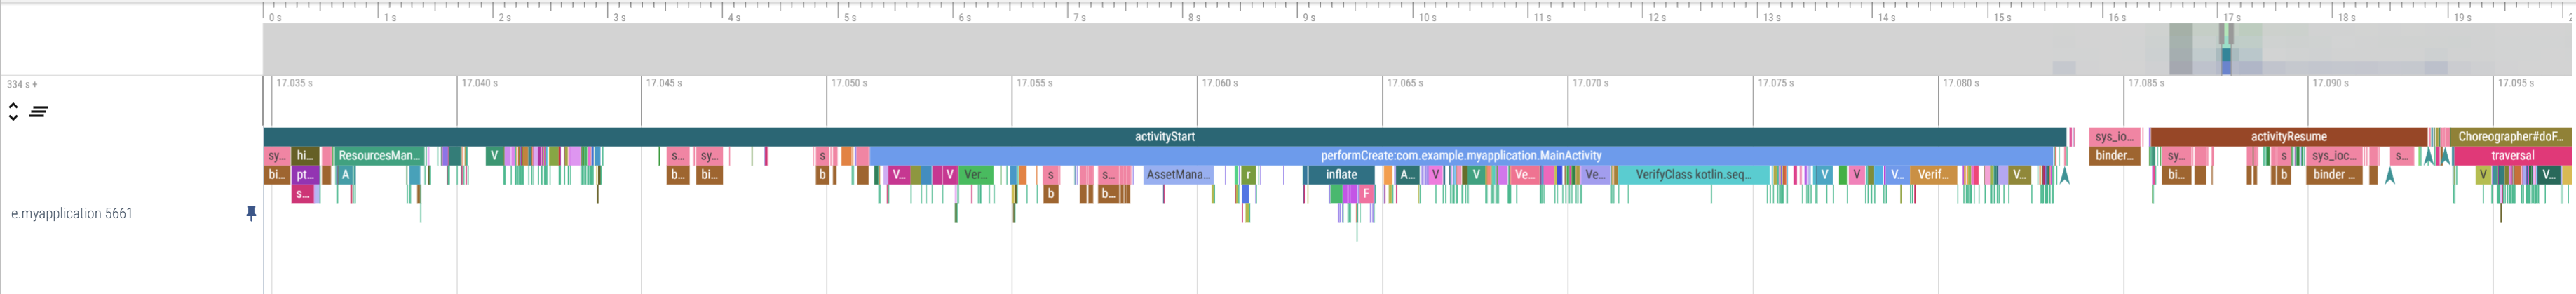 0 s 1 s 2 s 3 s 4 s 5 s 6 s 7 s 8 s 9 s 10 s 11 s 12 s 13 s 14 s 15 s 16 s 17 s 18 s 19 s
334 s +
17.035 s 17.040 s 17.045 s 17.050 s 17.055 s 17.060 s 17.065 s 17.070 s 17.075 s 17.080 s 17.085 s 17.090 s 17.095 s
activityStart sys_io... activityResume Choreographer#doF...
sy... hi... ResourcesMan... V s... sy... s performCreate:com.example.myapplication.MainActivity binder... sy... s sys_ioc... s... traversal
bi... pt... A b... bi... b V... V Ver... s s... AssetMana... r inflate A... V V Ve... Ve... VerifyClass kotlin.seq... V V V... Verif... V... bi... b binder ... V V...
s... b b... F
e.myapplication 5661